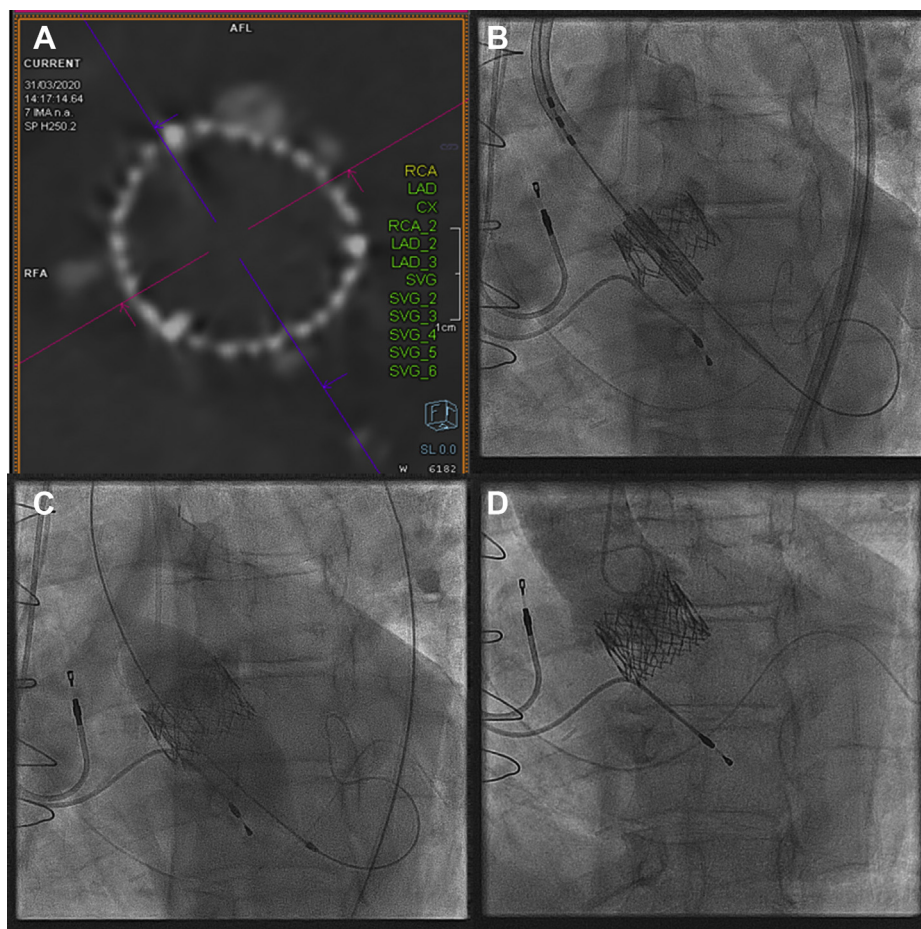 A
AFL
CURRENT
31/03/2020
14:17:14.64
7 IMA n.a.
SP H250.2
RCA
LAD
CX
RCA_2
LAD_2
LAD_3
SVG
SVG_2
SVG_3
SVG_4
SVG_5
SVG_6
RFA
1cm
F
SL 0.0
W 6182
B
C
D